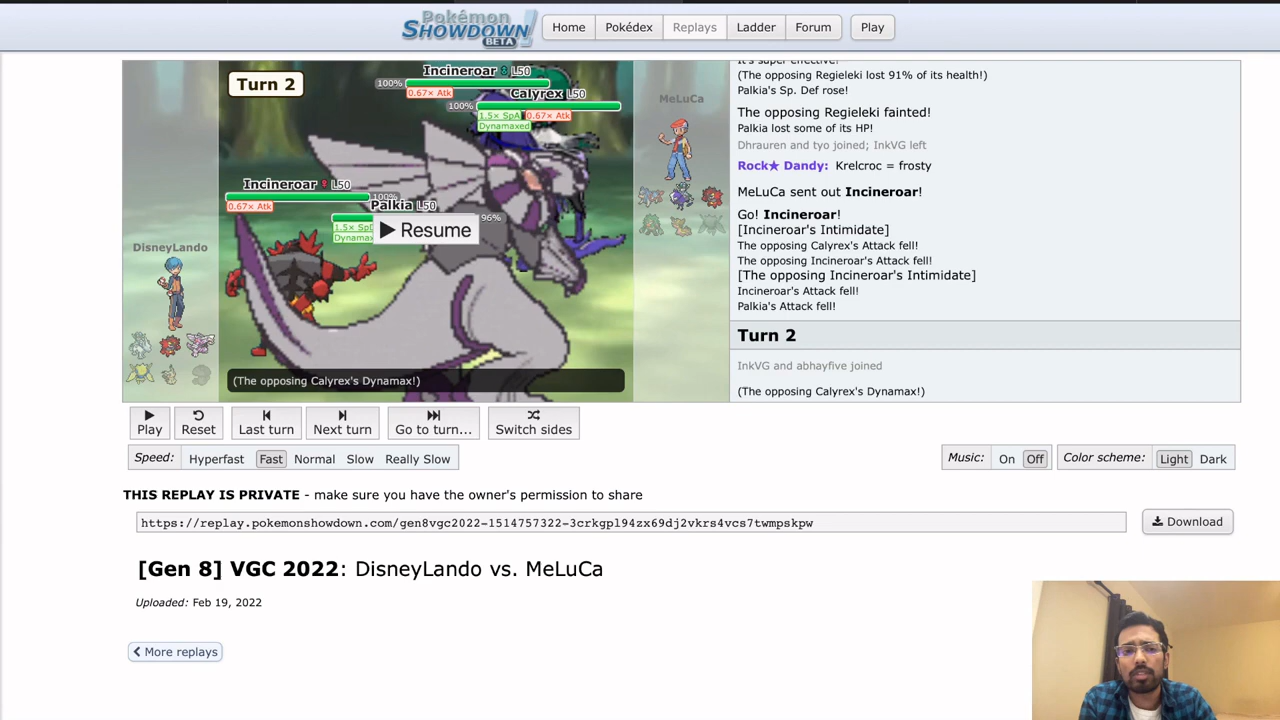 Pokémon
SHOWDOWN!
BETA
Home
Pokédex
Replays
Ladder
Forum
Play
Turn 2
Incineroar ♂ L50
100%
0.67× Atk
Calyrex L50
100%
1.5× SpA
0.67× Atk
Dynamaxed
Incineroar ♀ L50
100%
0.67× Atk
Palkia L50
96%
1.5× SpD
Dynamax
Resume
DisneyLando
MeLuCa
(The opposing Calyrex's Dynamax!)
It's super effective!
(The opposing Regieleki lost 91% of its health!)
Palkia's Sp. Def rose!
The opposing Regieleki fainted!
Palkia lost some of its HP!
Dhrauren and tyo joined; InkVG left
Rock★ Dandy: Krelcroc = frosty
MeLuCa sent out Incineroar!
Go! Incineroar!
[Incineroar's Intimidate]
The opposing Calyrex's Attack fell!
The opposing Incineroar's Attack fell!
[The opposing Incineroar's Intimidate]
Incineroar's Attack fell!
Palkia's Attack fell!
Turn 2
InkVG and abhayfive joined
(The opposing Calyrex's Dynamax!)
Play
Reset
Last turn
Next turn
Go to turn...
Switch sides
Speed:
Hyperfast
Fast
Normal
Slow
Really Slow
Music:
On
Off
Color scheme:
Light
Dark
THIS REPLAY IS PRIVATE - make sure you have the owner's permission to share
https://replay.pokemonshowdown.com/gen8vgc2022-1514757322-3crkgpl94zx69dj2vkrs4vcs7twmpskpw
Download
[Gen 8] VGC 2022: DisneyLando vs. MeLuCa
Uploaded: Feb 19, 2022
More replays